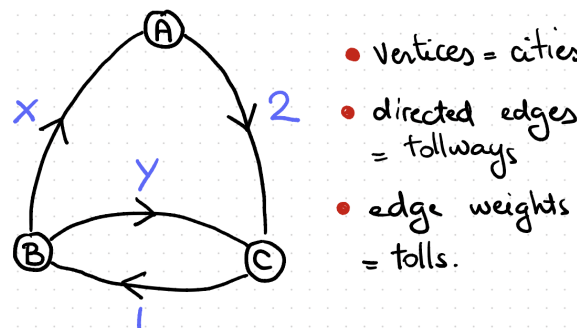 A
• vertices = cities
X
2
• directed edges
= tollways
Y
• edge weights
B
C
= tolls.
1